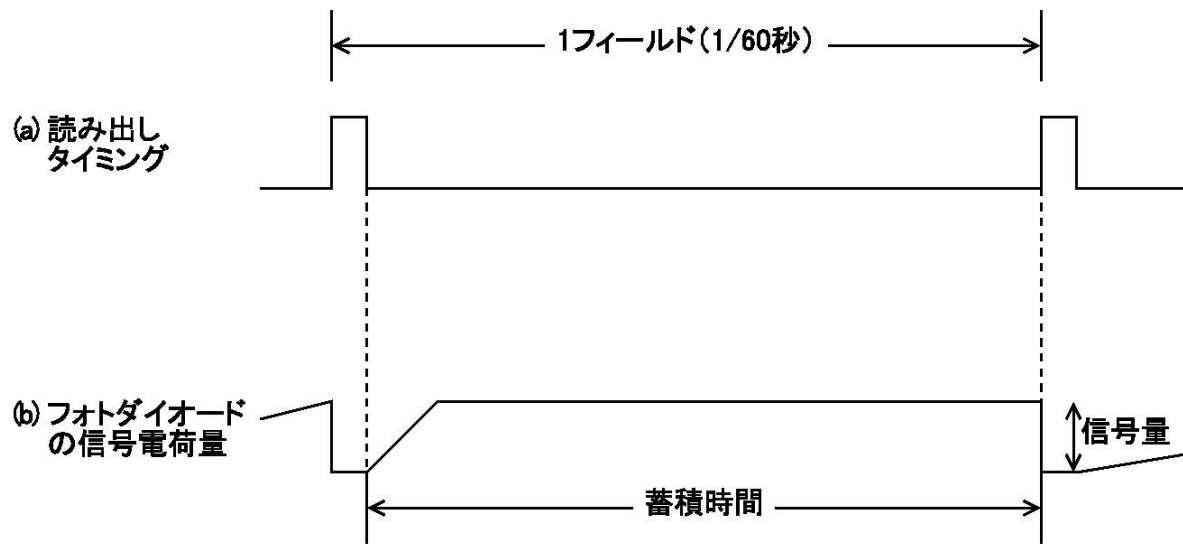 1フィールド(1/60秒)
(a) 読み出し
タイミング
(b) フォトダイオード
の信号電荷量
信号量
蓄積時間